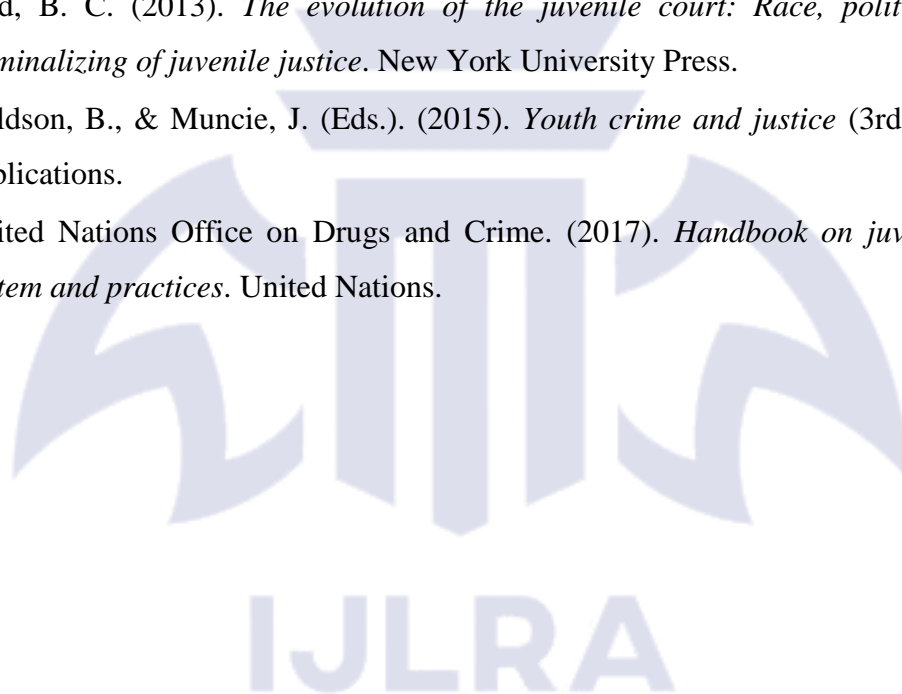 d, B. C. (2013). The evolution of the juvenile court: Race, polit
minalizing of juvenile justice. New York University Press.
ldson, B., & Muncie, J. (Eds.). (2015). Youth crime and justice (3rd
blications.
ited Nations Office on Drugs and Crime. (2017). Handbook on juv
tem and practices. United Nations.
IJLRA